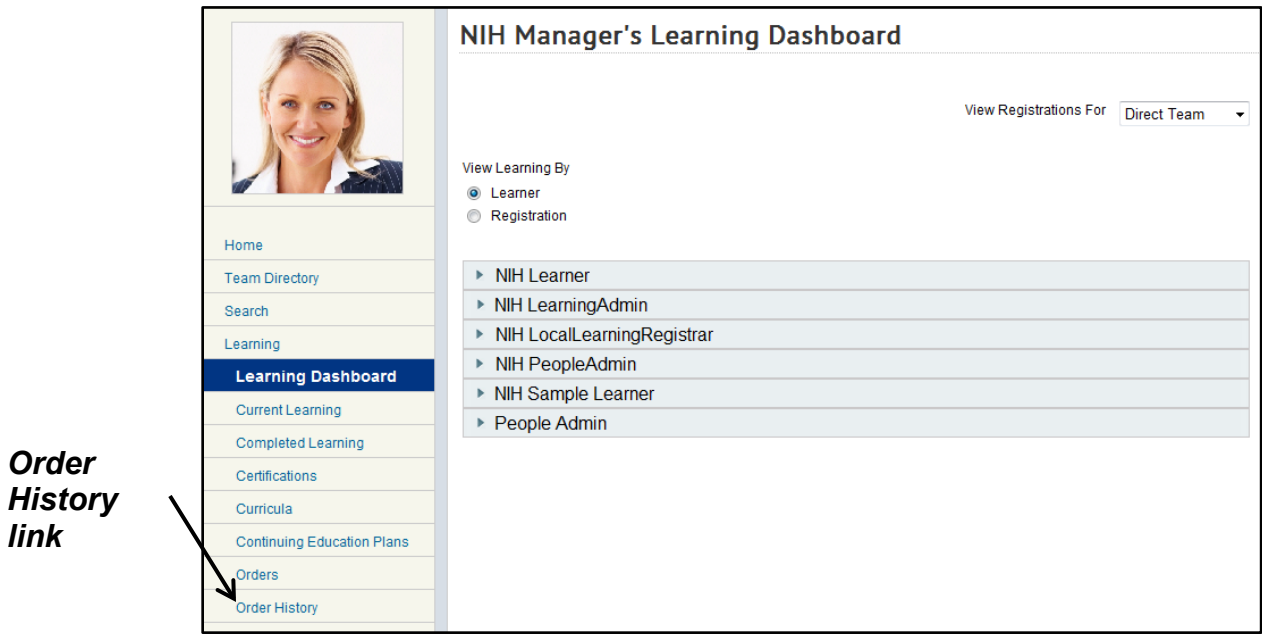 NIH Manager's Learning Dashboard
View Registrations For Direct Team
View Learning By
Learner
Registration
Home
Team Directory
Search
Learning
Learning Dashboard
Current Learning
Completed Learning
Certifications
Curricula
Continuing Education Plans
Orders
Order History
NIH Learner
NIH LearningAdmin
NIH LocalLearningRegistrar
NIH PeopleAdmin
NIH Sample Learner
People Admin
Order
History
link